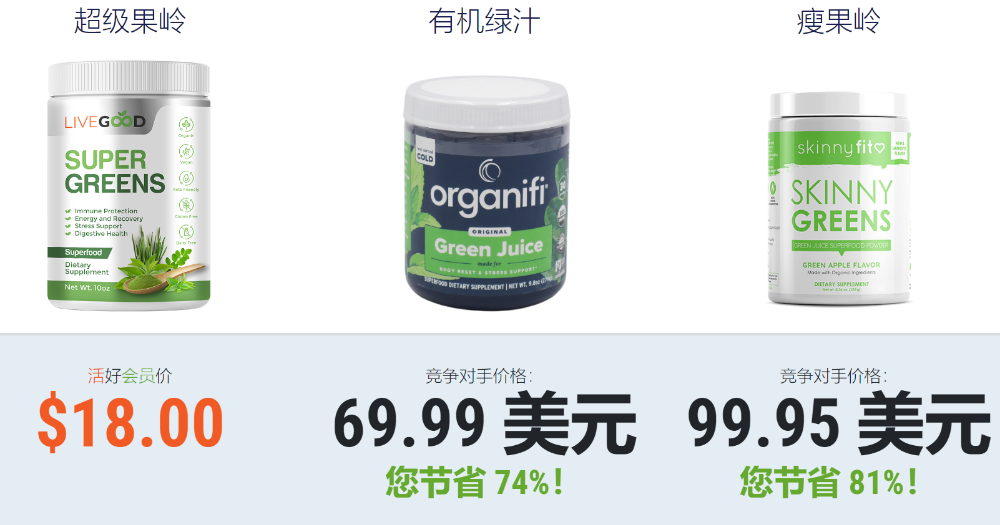 超级果岭
有机绿汁
瘦果岭
LIVEGOOD
SUPER
GREENS
Immune Protection
Energy and Recovery
Stress Support
Digestive Health
Superfood
Dietary
Supplement
Net Wt. 10oz
Organic
Vegan
Keto Friendly
Gluten Free
Dairy Free
best served
COLD
organifi®
30
ORIGINAL
Green Juice
made for
BODY RESET & STRESS SUPPORT*
SUPERFOOD DIETARY SUPPLEMENT | NET WT. 9.8oz (279
skinnyfit
NEW &
IMPROVED
FLAVOR
SKINNY
GREENS
GREEN JUICE SUPERFOOD POWDER
GREEN APPLE FLAVOR
Made with Organic Ingredients
DIETARY SUPPLEMENT
Net wt. 8.36 oz. (237g)
活好会员价
$18.00
竞争对手价格：
69.99 美元
您节省 74%！
竞争对手价格：
99.95 美元
您节省 81%！